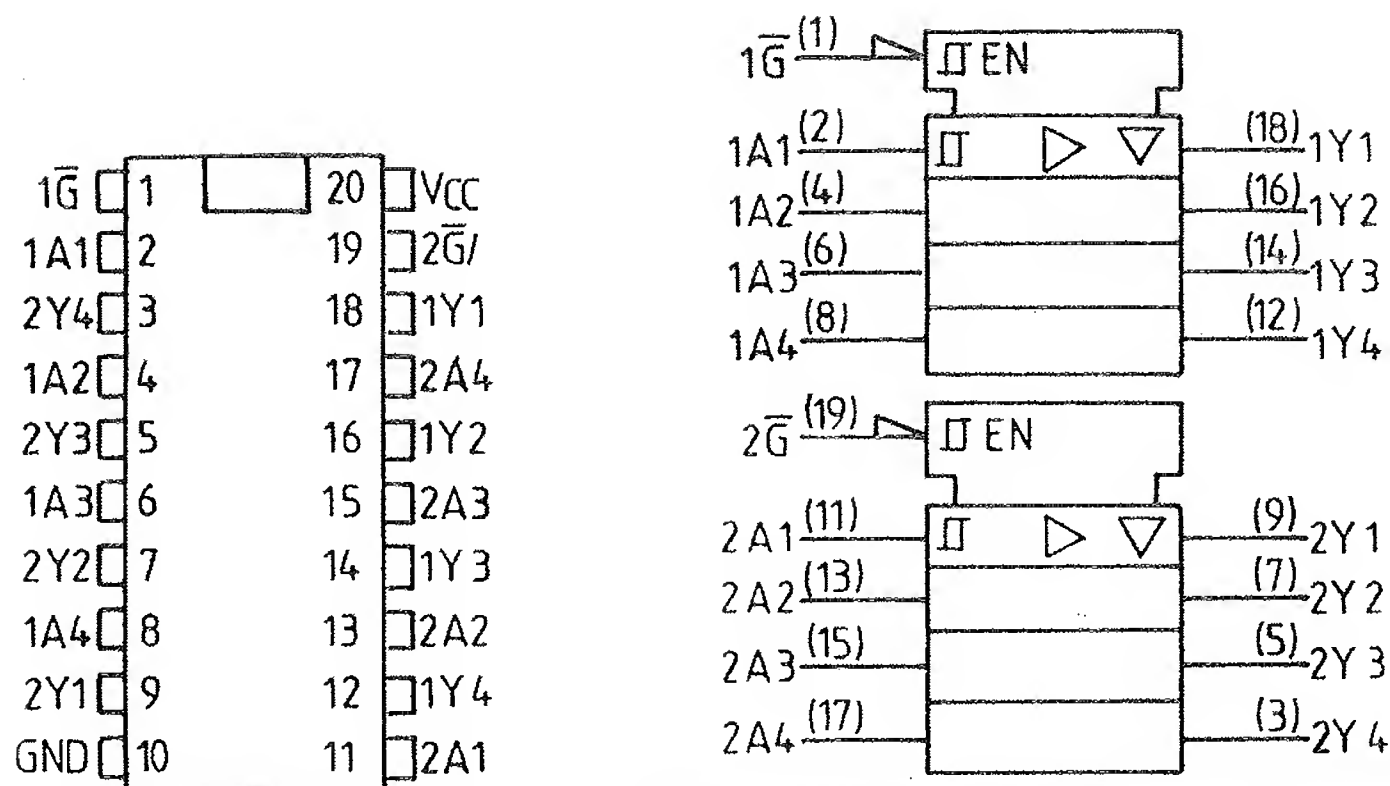 1G̅ 1 20 VCC
1A1 2 19 2G̅/
2Y4 3 18 1Y1
1A2 4 17 2A4
2Y3 5 16 1Y2
1A3 6 15 2A3
2Y2 7 14 1Y3
1A4 8 13 2A2
2Y1 9 12 1Y4
GND 10 11 2A1
1G̅ (1) EN
1A1 (2) (18) 1Y1
1A2 (4) (16) 1Y2
1A3 (6) (14) 1Y3
1A4 (8) (12) 1Y4
2G̅ (19) EN
2A1 (11) (9) 2Y1
2A2 (13) (7) 2Y2
2A3 (15) (5) 2Y3
2A4 (17) (3) 2Y4